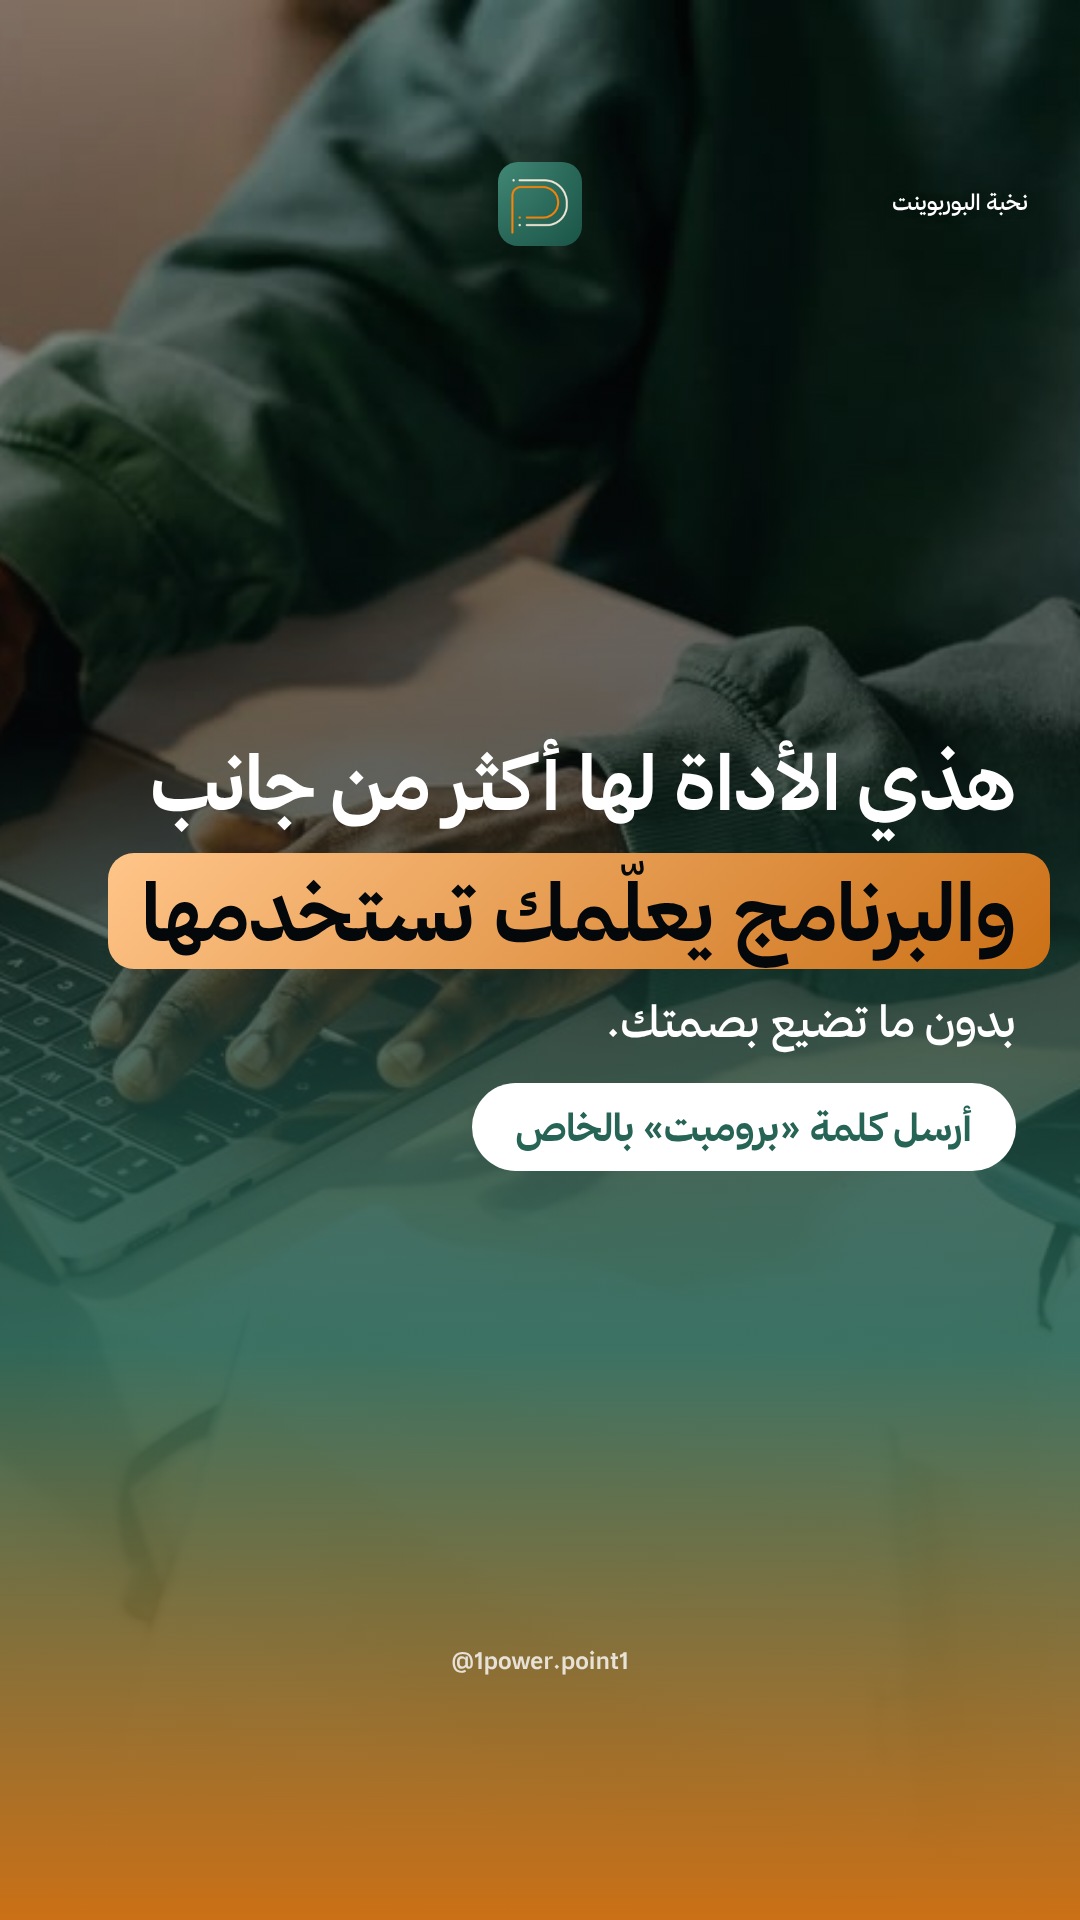 نخبة البوربوينت
هذي الأداة لها أكثر من جانب
والبرنامج يعلّمك تستخدمها
بدون ما تضيع بصمتك.
أرسل كلمة «برومبت» بالخاص
@1power.point1